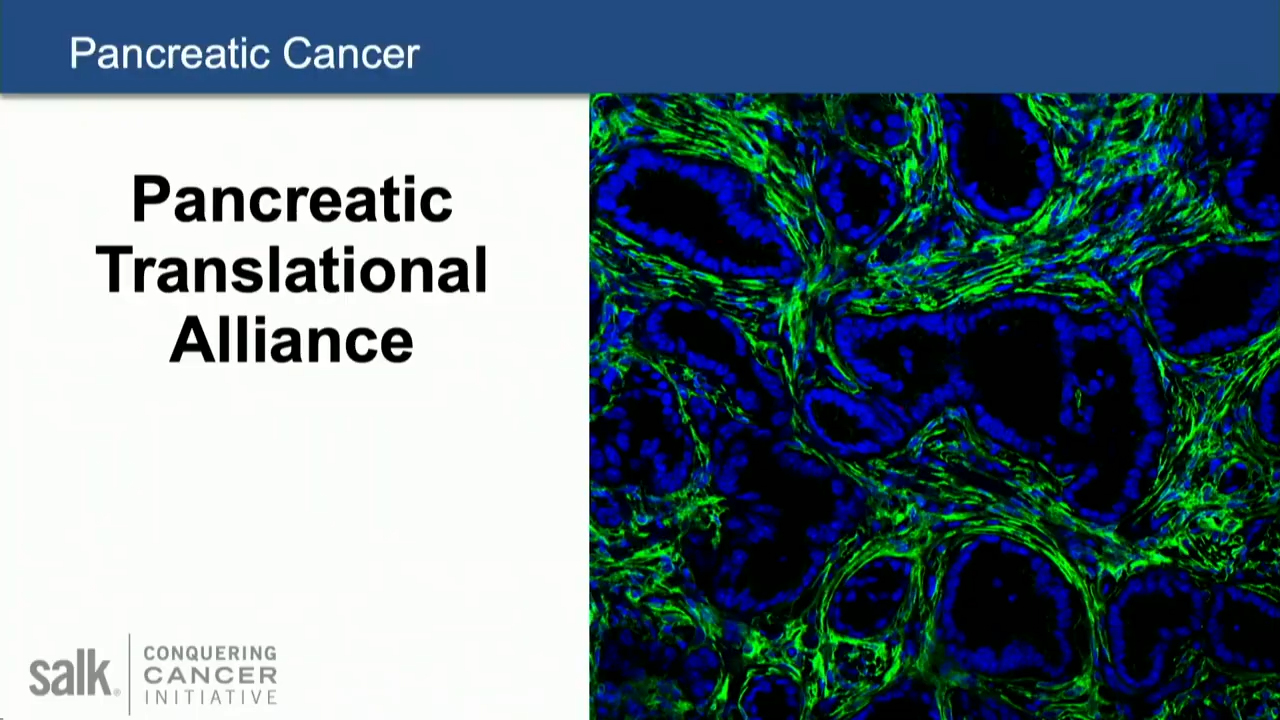 Pancreatic Cancer
Pancreatic
Translational
Alliance
salk®
CONQUERING
CANCER
INITIATIVE